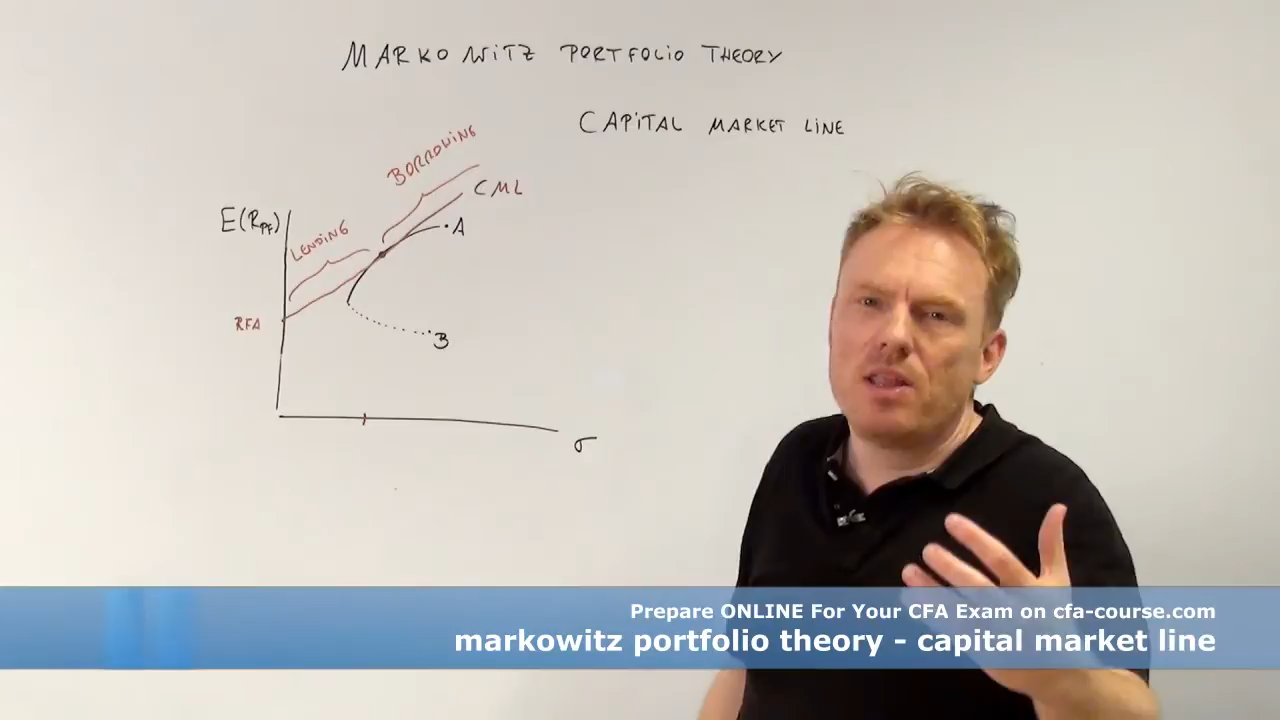 MARKOWITZ PORTFOLIO THEORY
CAPITAL MARKET LINE
BORROWING
CML
E(RPF)
LENDING
A
RFA
B
σ
Prepare ONLINE For Your CFA Exam on cfa-course.com
markowitz portfolio theory - capital market line